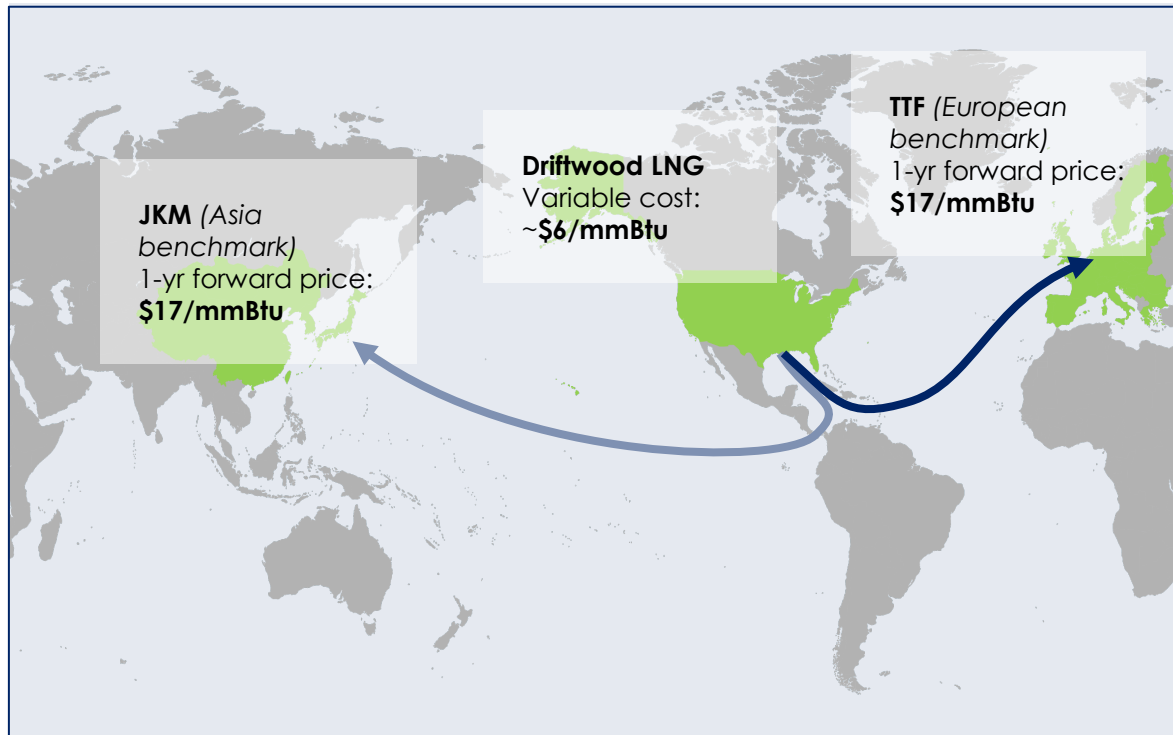 JKM (Asia
benchmark)
1-yr forward price:
$17/mmBtu
Driftwood LNG
Variable cost:
~$6/mmBtu
TTF (European
benchmark)
1-yr forward price:
$17/mmBtu